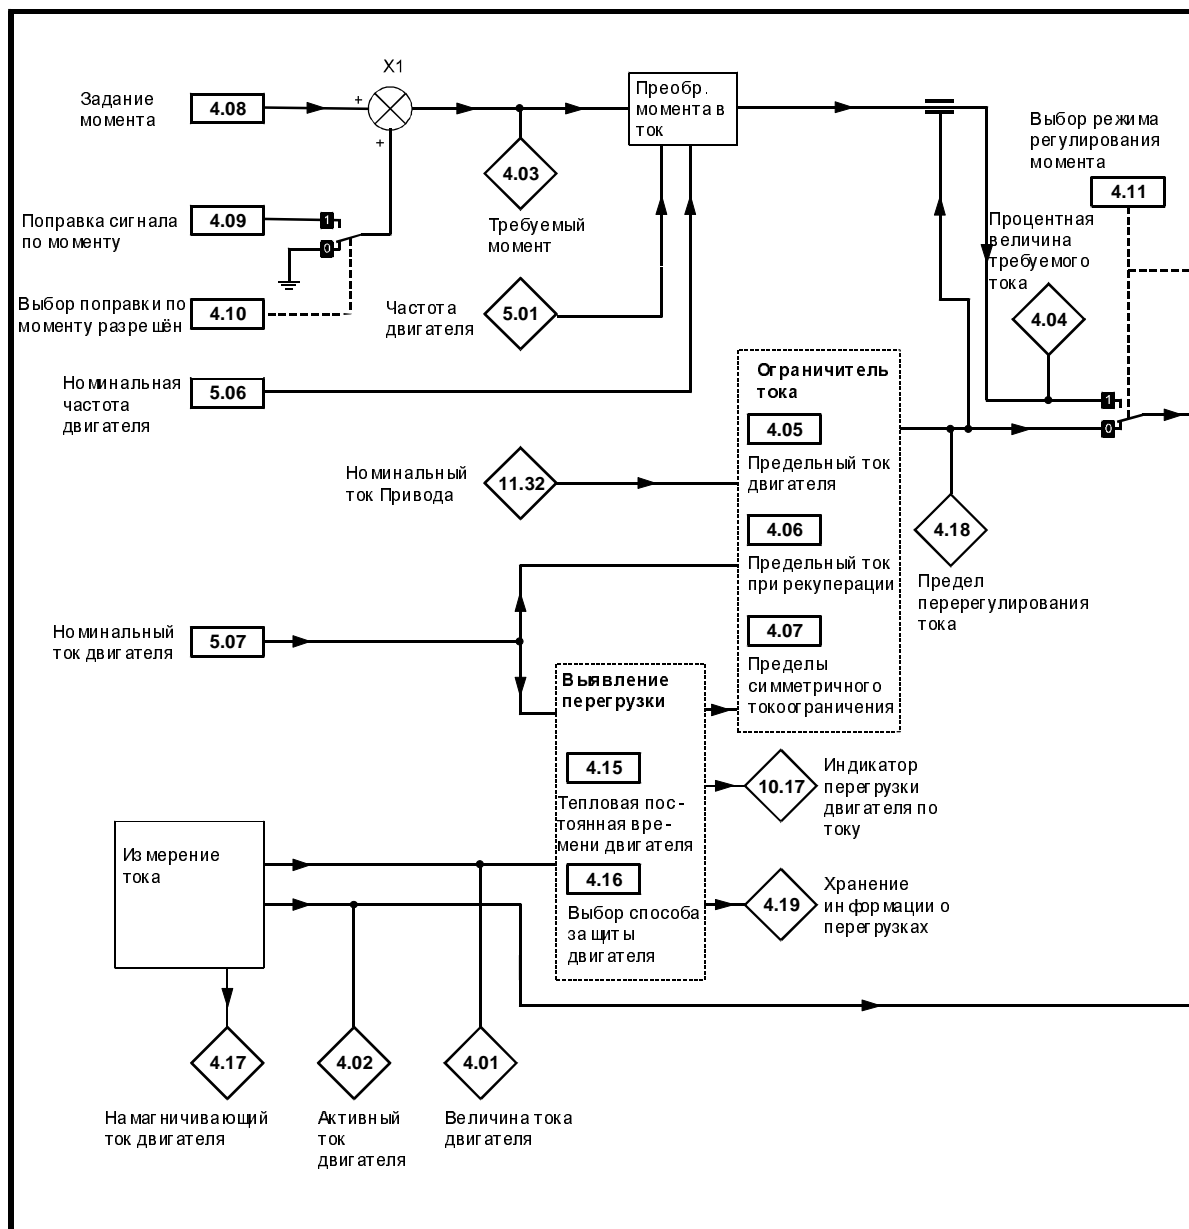 X1
Задание
момента
4.08
+
+
Преобр.
момента в
ток
4.03
Требуемый
момент
Выбор режима
регулирования
момента
4.11
Поправка сигнала
по моменту
4.09
1
0
Выбор поправки по
моменту разрешён
4.10
Частота
двигателя
5.01
Процентная
величина
требуемого
тока
4.04
Номинальная
частота
двигателя
5.06
1
0
Ограничитель
тока
4.05
Предельный ток
двигателя
4.06
Предельный ток
при рекуперации
4.07
Пределы
симметричного
токоограничения
Номинальный
ток Привода
11.32
4.18
Предел
перерегулирования
тока
Номинальный
ток двигателя
5.07
Выявление
перегрузки
4.15
Тепловая пос-
тоянная вре-
мени двигателя
4.16
Выбор способа
защиты
двигателя
10.17
Индикатор
перегрузки
двигателя по
току
4.19
Хранение
информации о
перегрузках
Измерение
тока
4.17
Намагничивающий
ток двигателя
4.02
Активный
ток
двигателя
4.01
Величина тока
двигателя